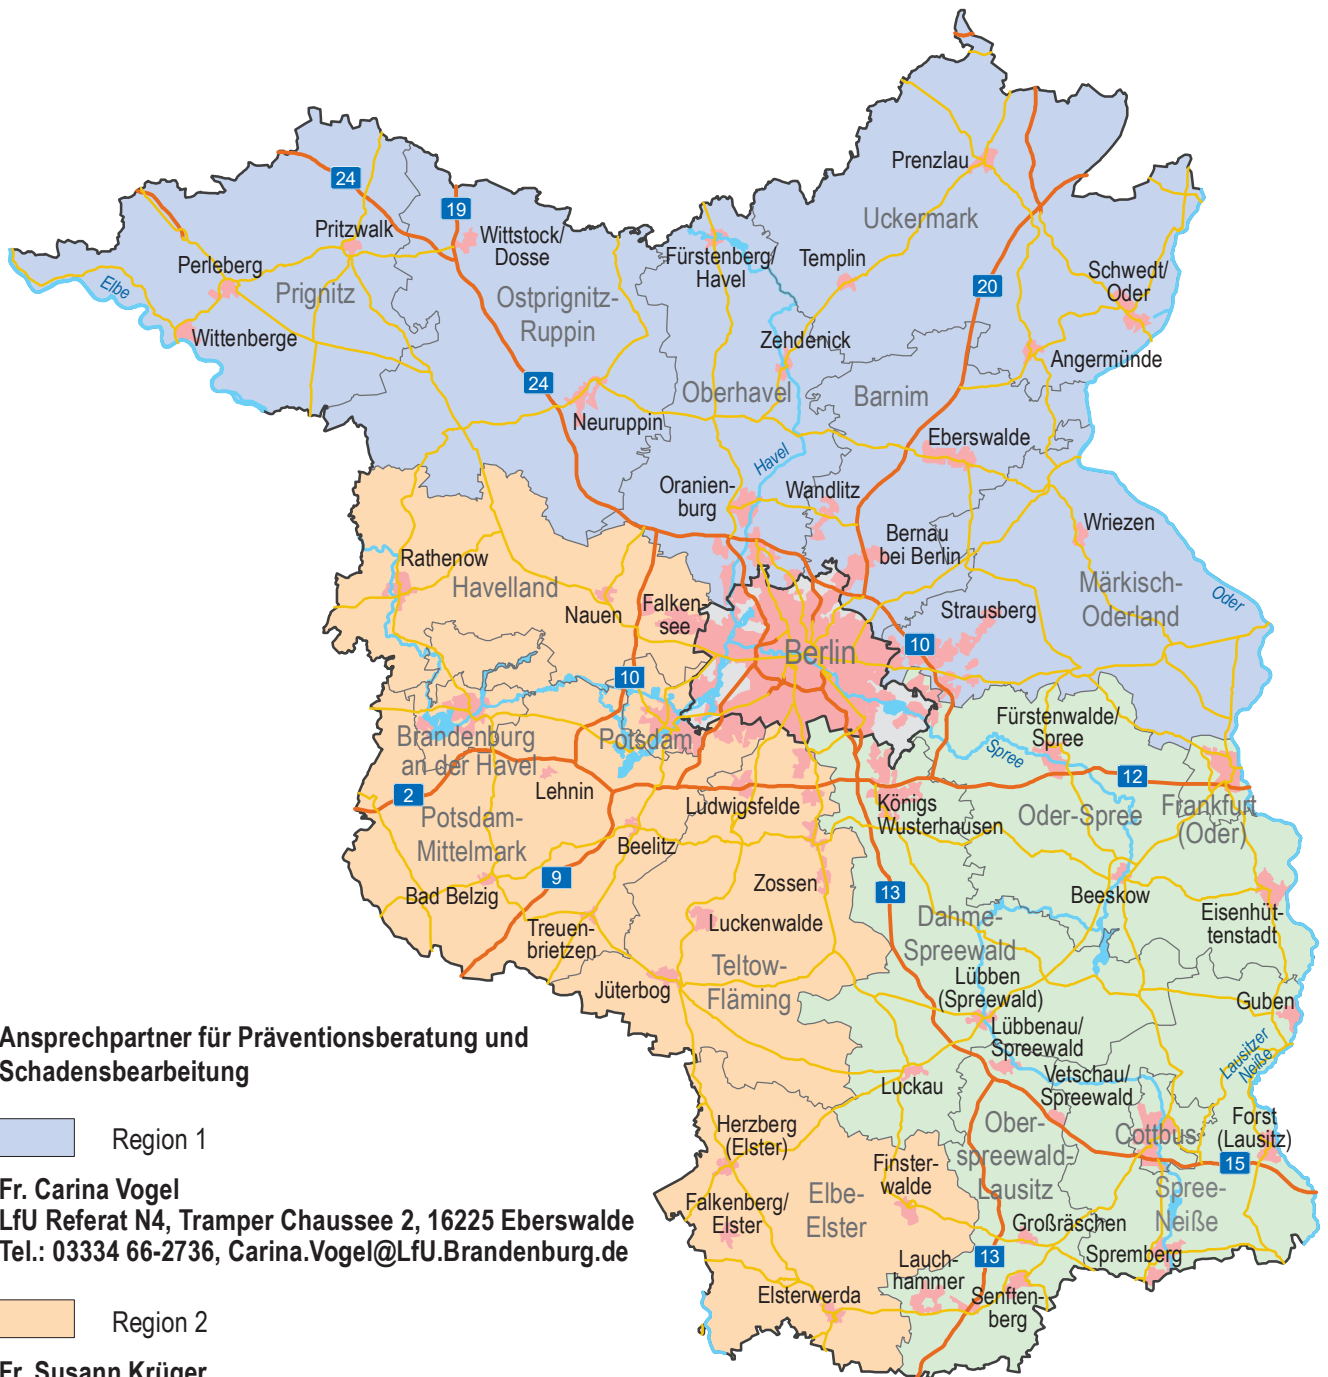 Prenzlau
Uckermark
24
19
Pritzwalk
Wittstock/
Dosse
Fürstenberg/
Havel
Templin
Perleberg
Prignitz
Elbe
Ostprignitz-
Ruppin
20
Schwedt/
Oder
Wittenberge
Zehdenick
Angermünde
24
Oberhavel
Barnim
Neuruppin
Eberswalde
Havel
Oranien-
burg
Wandlitz
Wriezen
Bernau
bei Berlin
Rathenow
Havelland
Märkisch-
Oderland
Oder
Nauen
Falken-
see
Strausberg
10
Berlin
10
Fürstenwalde/
Spree
Brandenburg
an der Havel
Potsdam
Spree
12
2
Lehnin
Ludwigsfelde
Königs
Wusterhausen
Oder-Spree
Frankfurt
(Oder)
Potsdam-
Mittelmark
Beelitz
9
Bad Belzig
Zossen
13
Beeskow
Eisenhüt-
tenstadt
Treuen-
brietzen
Luckenwalde
Dahme-
Spreewald
Teltow-
Fläming
Jüterbog
Lübben
(Spreewald)
Guben
Lübbenau/
Spreewald
Lausitzer
Neiße
Luckau
Vetschau/
Spreewald
Herzberg
(Elster)
Ober-
spreewald-
Lausitz
Cottbus
Forst
(Lausitz)
15
Finster-
walde
Falkenberg/
Elster
Elbe-
Elster
Spree-
Neiße
Großräschen
Spremberg
13
Lauch-
hammer
Elsterwerda
Senften-
berg
Ansprechpartner für Präventionsberatung und
Schadensbearbeitung
Region 1
Fr. Carina Vogel
LfU Referat N4, Tramper Chaussee 2, 16225 Eberswalde
Tel.: 03334 66-2736, Carina.Vogel@LfU.Brandenburg.de
Region 2
Fr. Susann Krüger